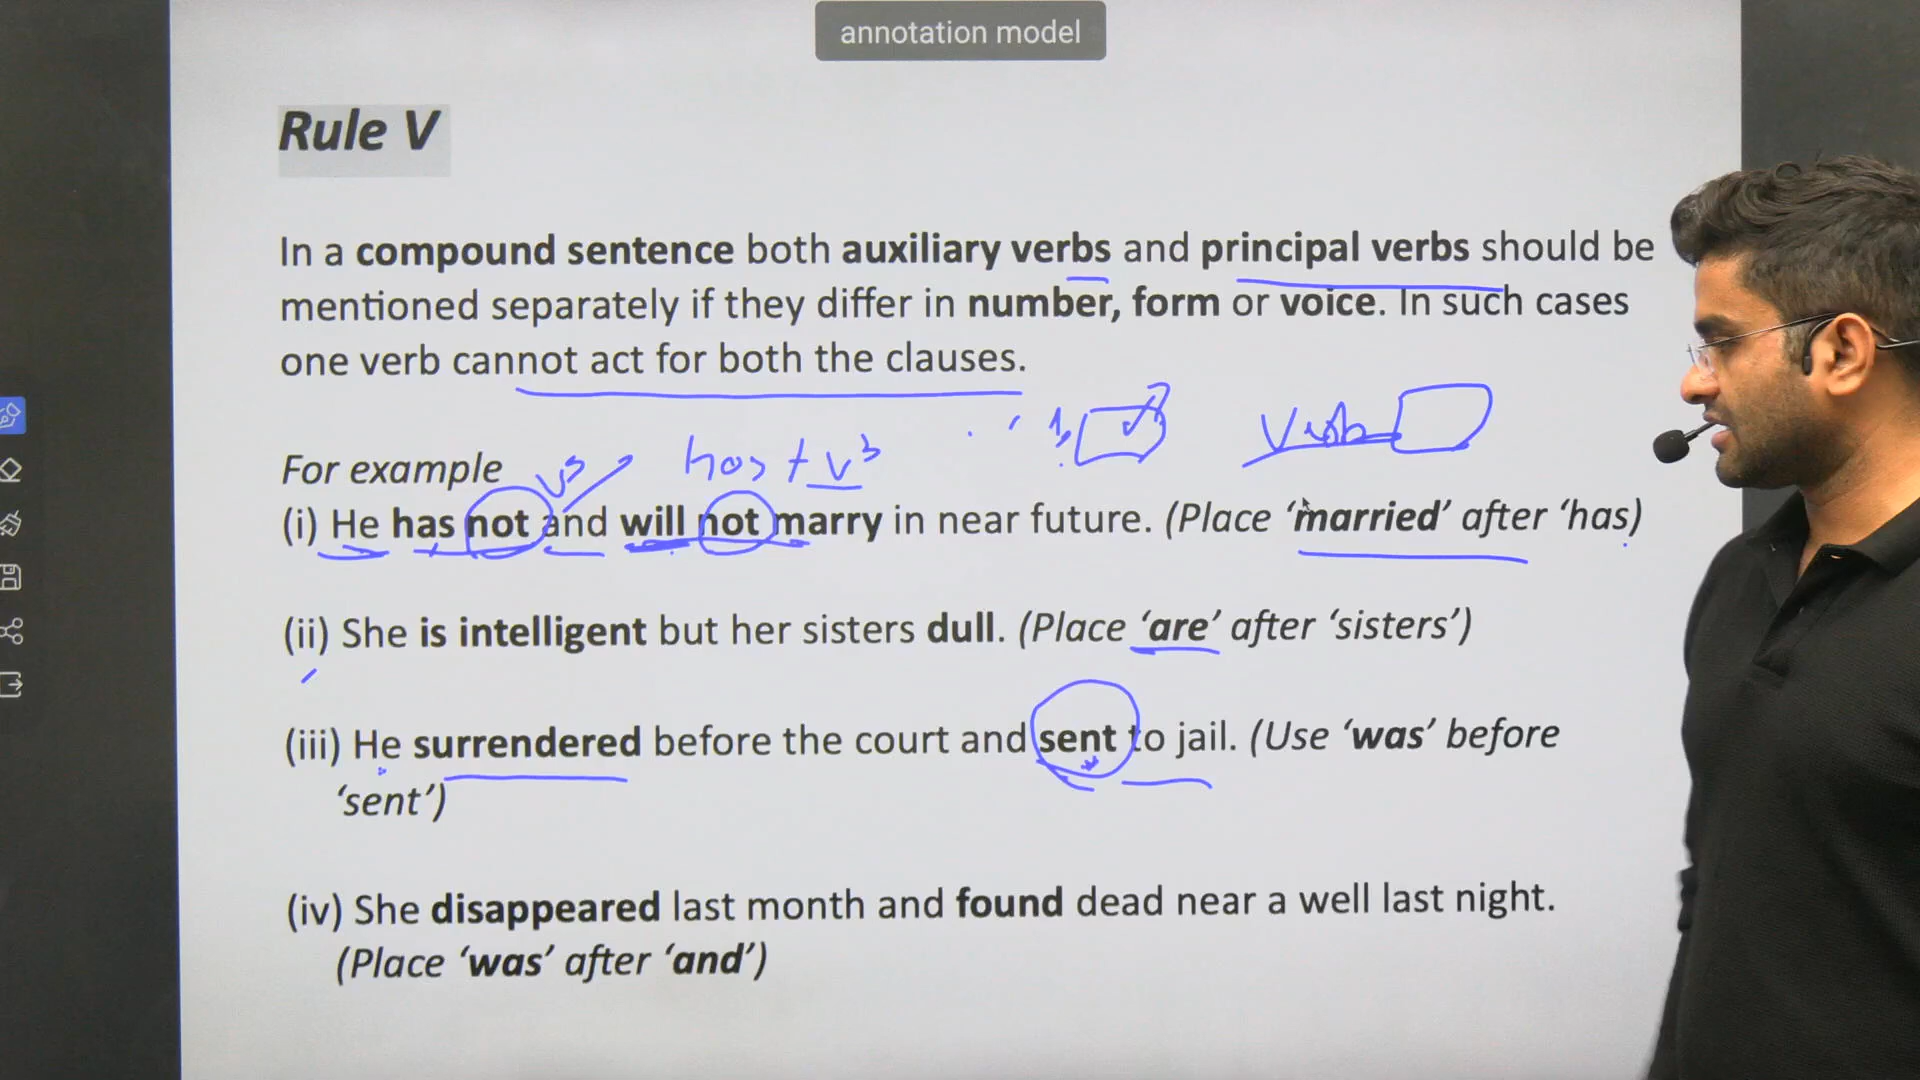 annotation model
Rule V
In a compound sentence both auxiliary verbs and principal verbs should be
mentioned separately if they differ in number, form or voice. In such cases
one verb cannot act for both the clauses.
Verb
For example v³ has + v³
(i) He has not and will not marry in near future. (Place ‘married’ after ‘has)
(ii) She is intelligent but her sisters dull. (Place ‘are’ after ‘sisters’)
(iii) He surrendered before the court and sent to jail. (Use ‘was’ before
‘sent’)
(iv) She disappeared last month and found dead near a well last night.
(Place ‘was’ after ‘and’)